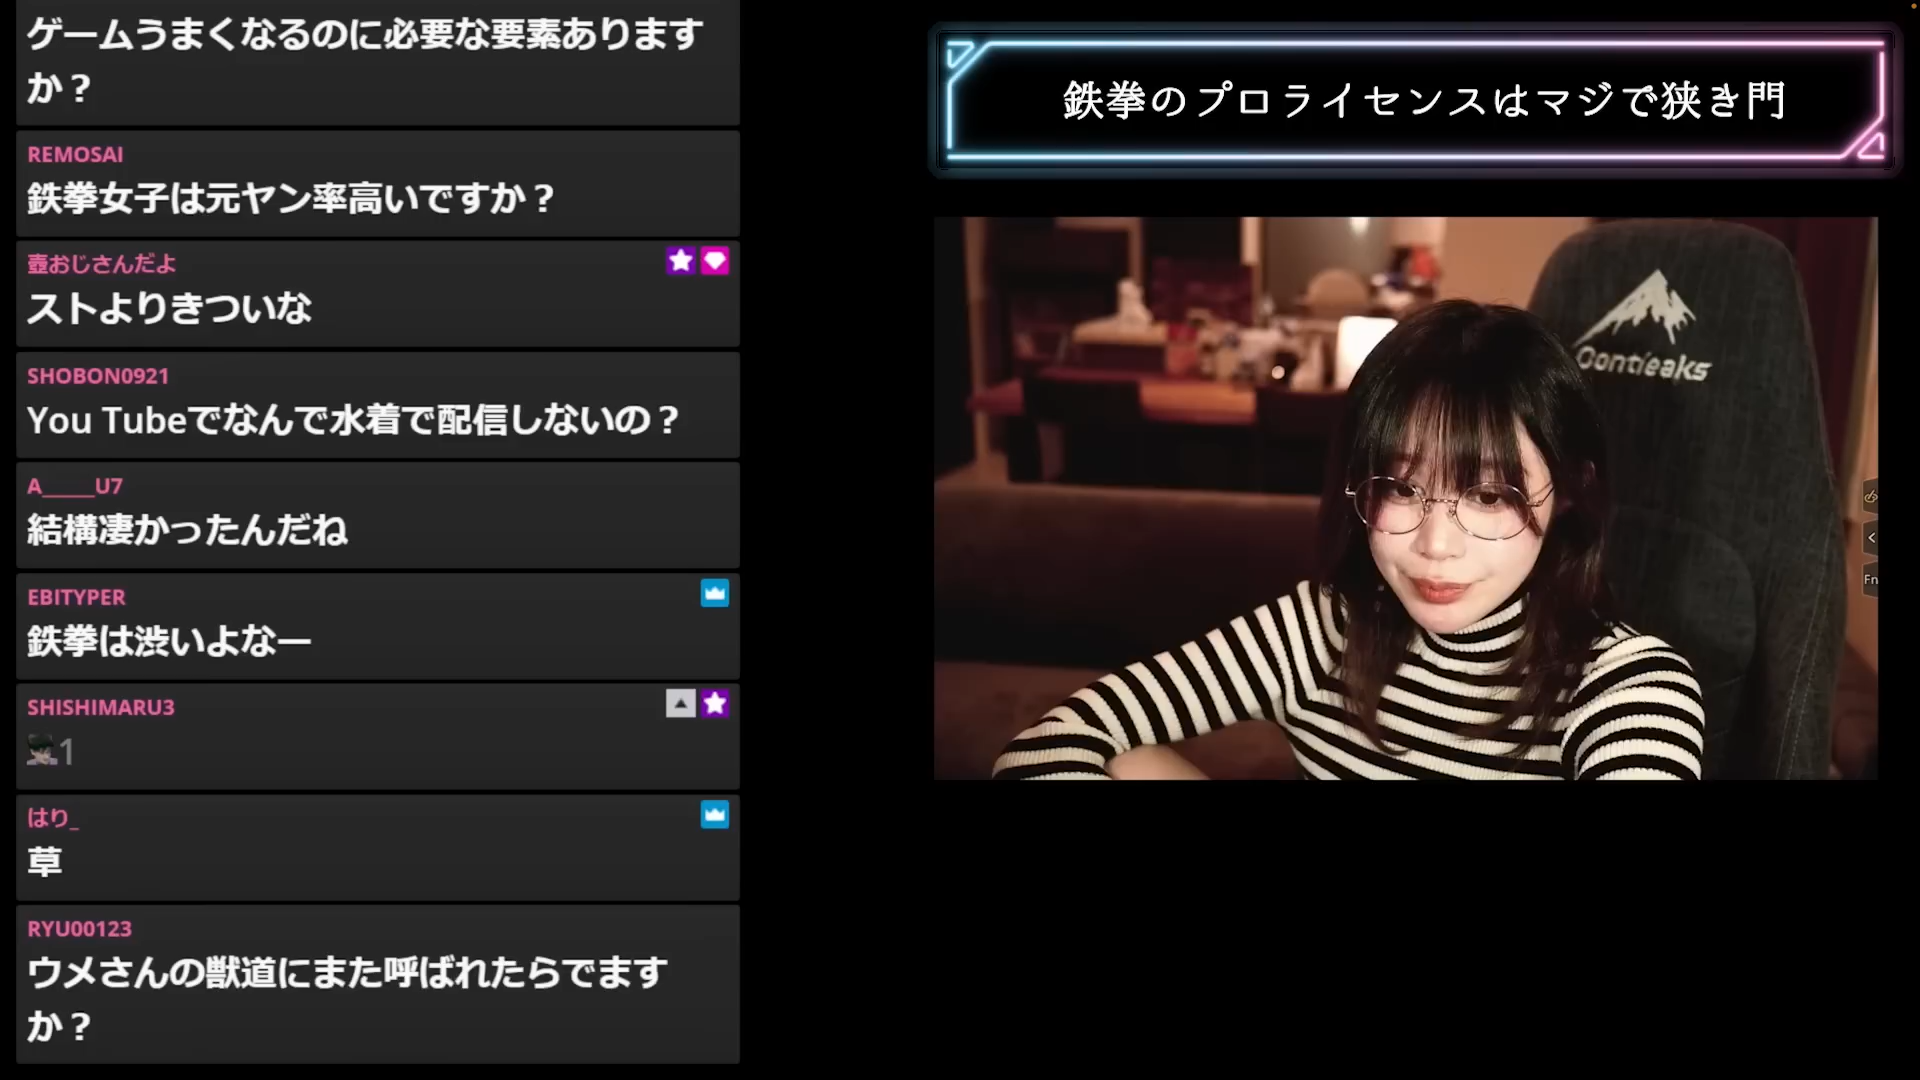 ゲームうまくなるのに必要な要素あります
か？
REMOSAI
鉄拳女子は元ヤン率高いですか？
壺おじさんだよ
ストよりきついな
SHOBON0921
You Tubeでなんで水着で配信しないの？
A_____U7
結構凄かったんだね
EBITYPER
鉄拳は渋いよなー
SHISHIMARU3
1
はり_
草
RYU00123
ウメさんの獣道にまた呼ばれたらでます
か？
鉄拳のプロライセンスはマジで狭き門
Contieaks
<
Fn